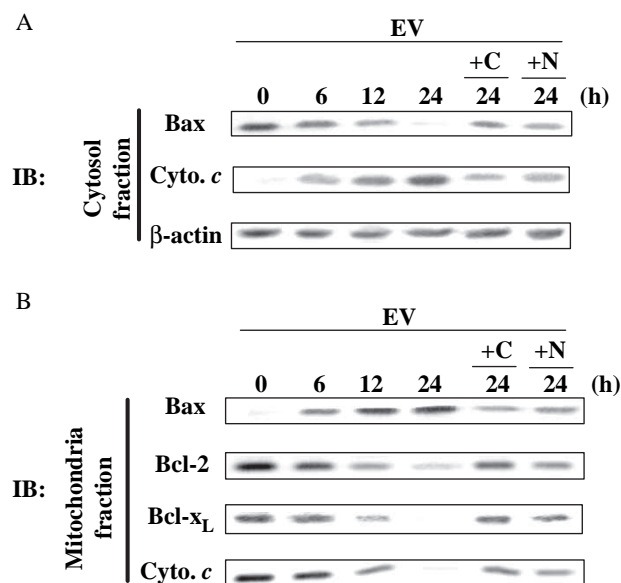 A
EV
+C +N
0 6 12 24 24 24 (h)
Bax
Cyto. c
β-actin
IB:
Cytosol
fraction
B
EV
+C +N
0 6 12 24 24 24 (h)
Bax
Bcl-2
Bcl-xL
Cyto. c
IB:
Mitochondria
fraction